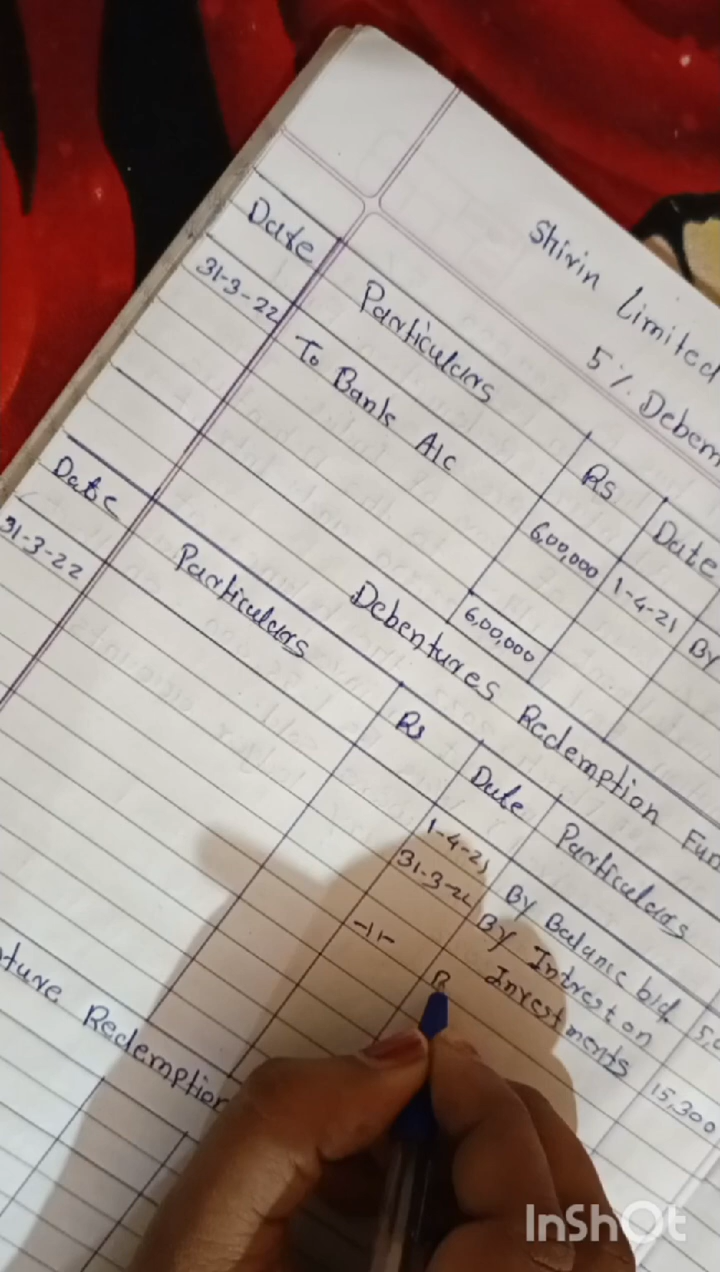 Shivin Limited
5% Deben
Date Particulars Rs Date
31-3-22 To Bank A/c 6,00,000 1-4-21 By
6,00,000
Debentures Redemption Fun
Date Particulars Rs Date Particulars
31-3-22 1-4-21 By Balance b/d 5,
31-3-22 By Intrest on
Investments 15,300
-11- B
ture Redemption
InShOt